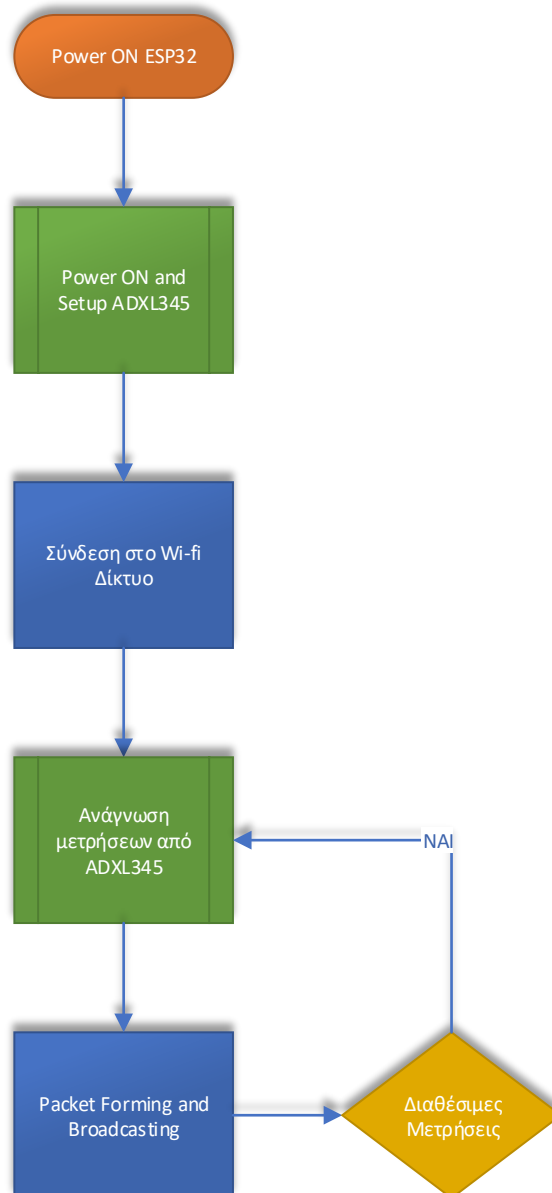 Power ON ESP32
Power ON and
Setup ADXL345
Σύνδεση στο Wi-fi
Δίκτυο
Ανάγνωση
μετρήσεων από
ADXL345
ΝΑΙ
Packet Forming and
Broadcasting
Διαθέσιμες
Μετρήσεις